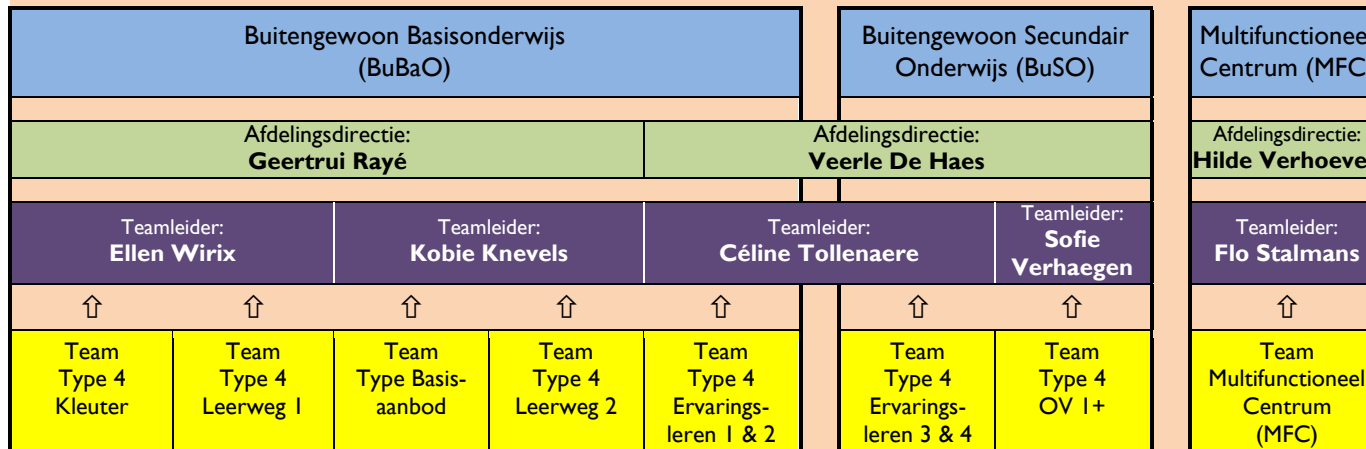 Buitengewoon Basisonderwijs
(BuBaO)
Buitengewoon Secundair
Onderwijs (BuSO)
Multifunctionee
Centrum (MFC
Afdelingsdirectie:
Geertrui Rayé
Afdelingsdirectie:
Veerle De Haes
Afdelingsdirectie:
Hilde Verhoeve
Teamleider:
Ellen Wirix
Teamleider:
Kobie Knevels
Teamleider:
Céline Tollenaere
Teamleider:
Sofie
Verhaegen
Teamleider:
Flo Stalmans
⇧ ⇧ ⇧ ⇧ ⇧ ⇧ ⇧ ⇧
Team
Type 4
Kleuter
Team
Type 4
Leerweg 1
Team
Type Basis-
aanbod
Team
Type 4
Leerweg 2
Team
Type 4
Ervarings-
leren 1 & 2
Team
Type 4
Ervarings-
leren 3 & 4
Team
Type 4
OV 1+
Team
Multifunctioneel
Centrum
(MFC)